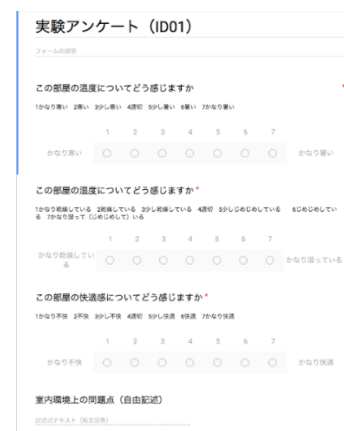 実験アンケート（ID01）
フォームの説明
この部屋の温度についてどう感じますか
1かなり寒い 2寒い 3少し寒い 4適切 5少し暑い 6暑い 7かなり暑い
1 2 3 4 5 6 7
かなり寒い かなり暑い
この部屋の湿度についてどう感じますか*
1かなり乾燥している 2乾燥している 3少し乾燥している 4適切 5少しじめじめしている 6じめじめしてい
る 7かなり湿って（じめじめして）いる
1 2 3 4 5 6 7
かなり乾燥してい
る かなり湿っている
この部屋の快適感についてどう感じますか*
1かなり不快 2不快 3少し不快 4適切 5少し快適 6快適 7かなり快適
1 2 3 4 5 6 7
かなり不快 かなり快適
室内環境上の問題点（自由記述）
記述式テキスト（短文回答）